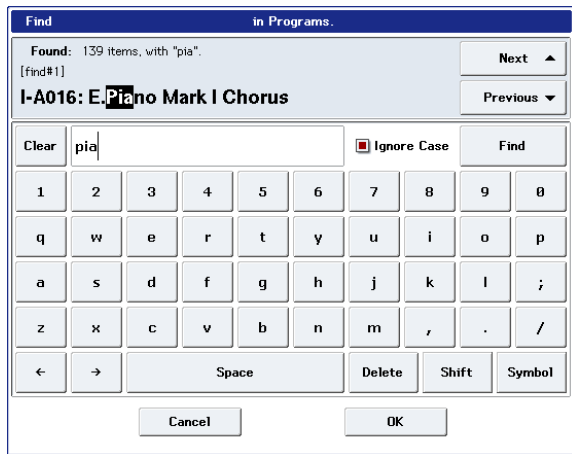 Find in Programs.
Found: 139 items, with "pia".
[find#1]
I-A016: E.Piano Mark I Chorus
Next ▲
Previous ▼
Clear pia Ignore Case Find
1 2 3 4 5 6 7 8 9 0
q w e r t y u i o p
a s d f g h j k l ;
z x c v b n m , . /
← → Space Delete Shift Symbol
Cancel OK